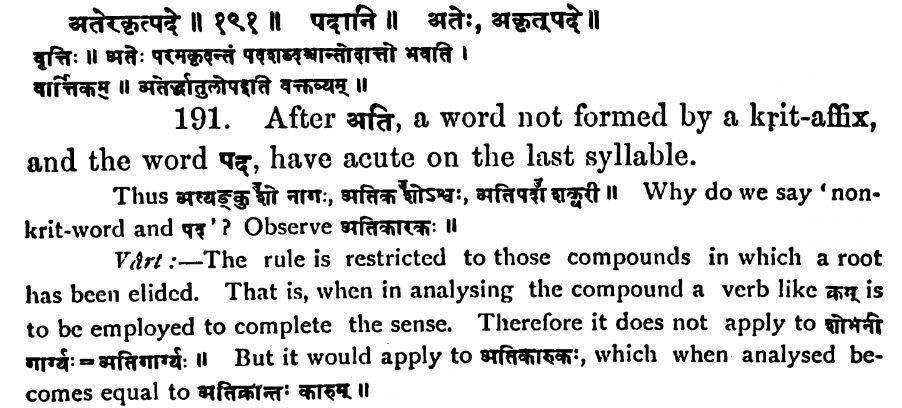 अतेरकृत्पदे ॥ १९१ ॥ पदानि ॥ अतेः, अकृत्पदे ॥
वृत्तिः ॥ अतेः परमकृदन्तं पदशब्दश्चान्तोदात्तो भवति ।
वार्त्तिकम् ॥ अतेर्द्धातुलोपइति वक्तव्यम् ॥
191. After अति, a word not formed by a kṛit-affix,
and the word पद, have acute on the last syllable.
Thus अत्यङ्कुशो नागः, अतिकशोऽश्वः, अतिपदा शक्करी ॥ Why do we say 'non-
krit-word and पद'? Observe अतिकारकः ॥
Vârt:—The rule is restricted to those compounds in which a root
has been elided. That is, when in analysing the compound a verb like क्रम् is
to be employed to complete the sense. Therefore it does not apply to शोभनो
गार्ग्यः = अतिगार्ग्यः ॥ But it would apply to अतिकारुकः, which when analysed be-
comes equal to अतिक्रान्तः कारुम् ॥